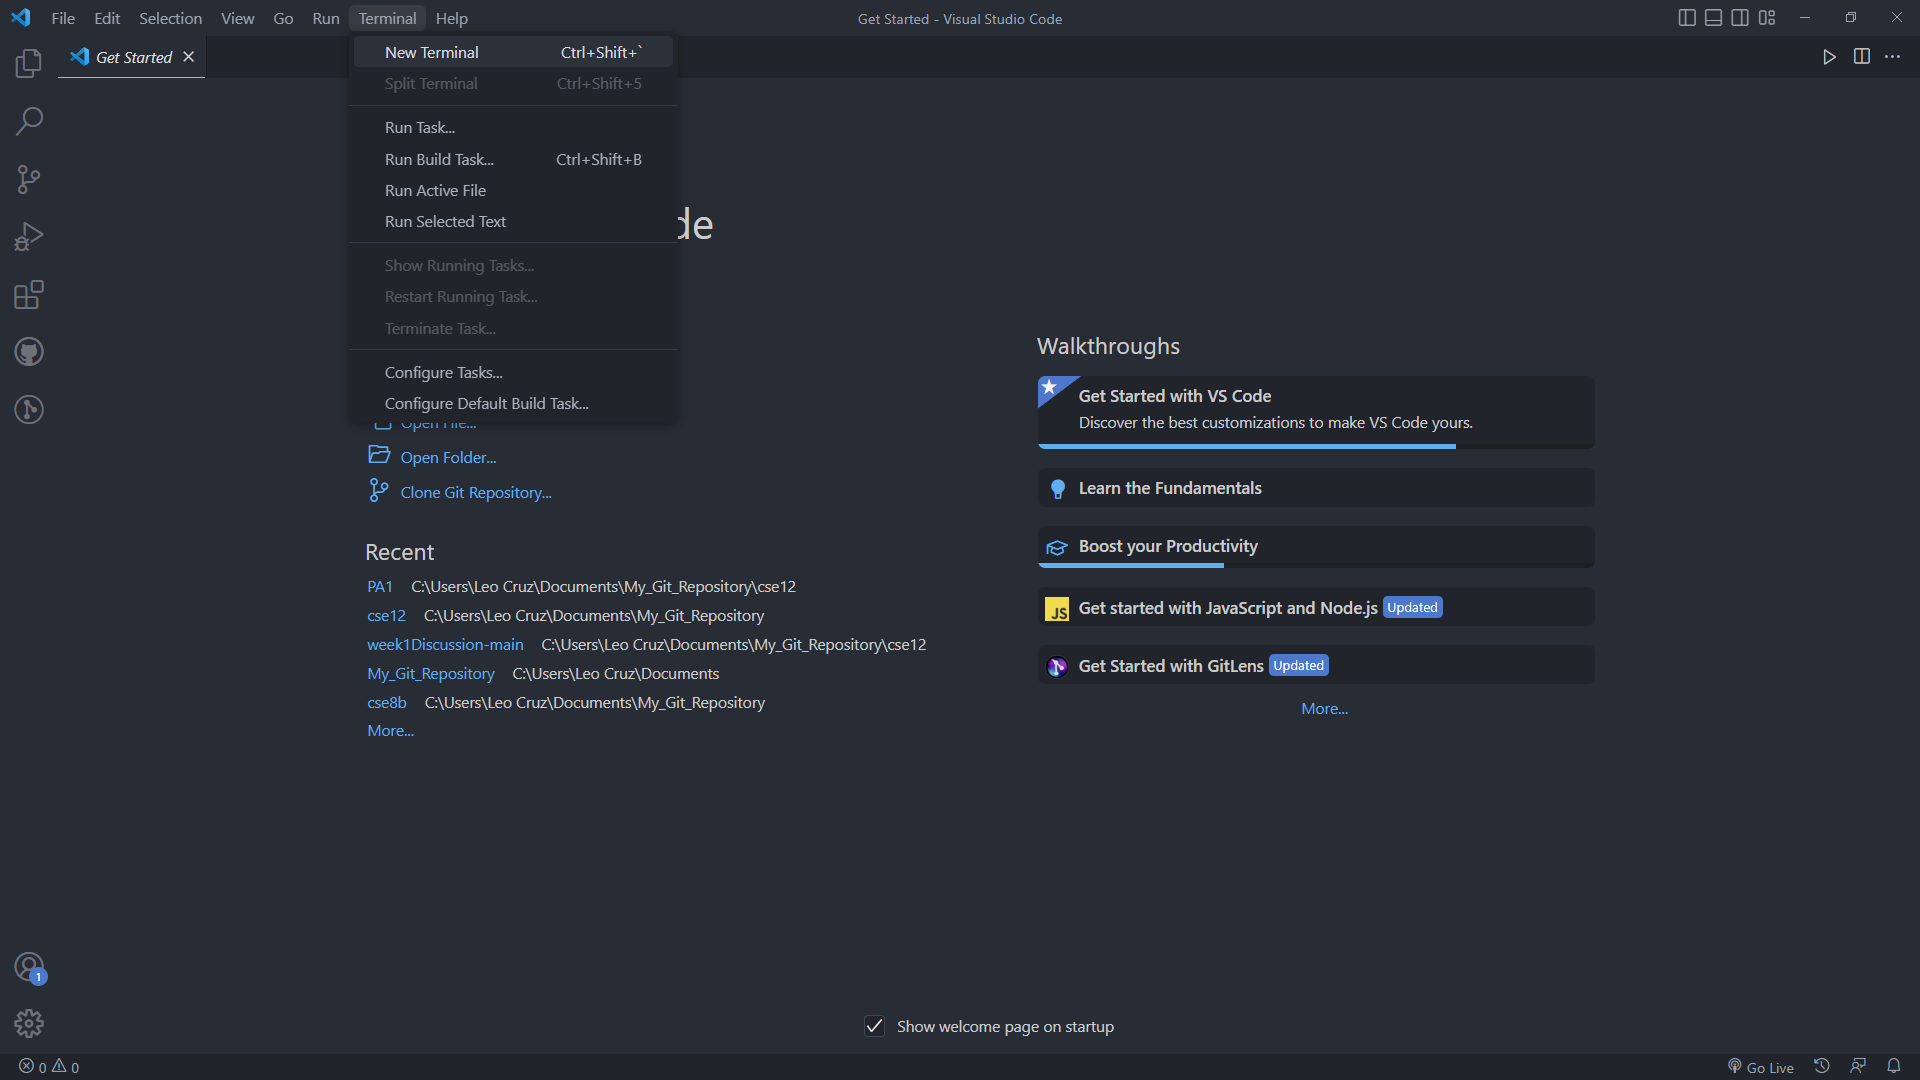 File Edit Selection View Go Run Terminal Help
Get Started - Visual Studio Code
Get Started
New Terminal Ctrl+Shift+`
Split Terminal Ctrl+Shift+5
Run Task...
Run Build Task... Ctrl+Shift+B
Run Active File
Run Selected Text
Show Running Tasks...
Restart Running Task...
Terminate Task...
Configure Tasks...
Configure Default Build Task...
de
Open File...
Open Folder...
Clone Git Repository...
Recent
PA1 C:\Users\Leo Cruz\Documents\My_Git_Repository\cse12
cse12 C:\Users\Leo Cruz\Documents\My_Git_Repository
week1Discussion-main C:\Users\Leo Cruz\Documents\My_Git_Repository\cse12
My_Git_Repository C:\Users\Leo Cruz\Documents
cse8b C:\Users\Leo Cruz\Documents\My_Git_Repository
More...
Walkthroughs
Get Started with VS Code
Discover the best customizations to make VS Code yours.
Learn the Fundamentals
Boost your Productivity
JS Get started with JavaScript and Node.js Updated
Get Started with GitLens Updated
More...
1
Show welcome page on startup
0 0
Go Live